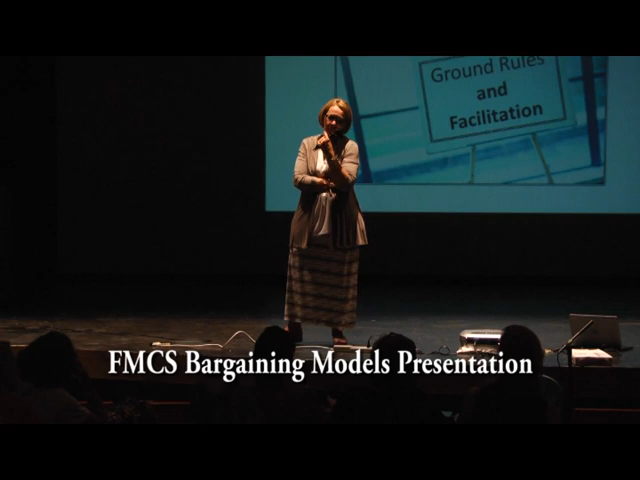 Ground Rules
and
Facilitation
FMCS Bargaining Models Presentation